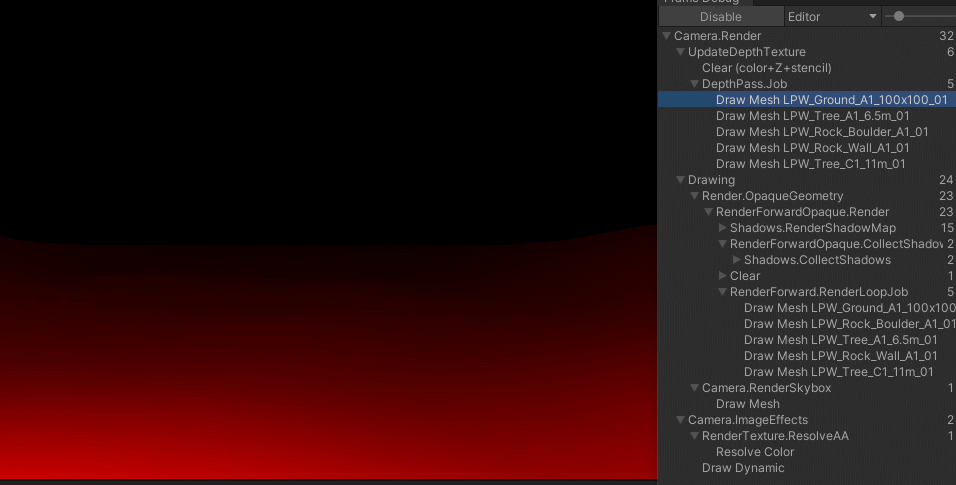 Frame Debug
Disable
Editor
Camera.Render 32
UpdateDepthTexture 6
Clear (color+Z+stencil)
DepthPass.Job 5
Draw Mesh LPW_Ground_A1_100x100_01
Draw Mesh LPW_Tree_A1_6.5m_01
Draw Mesh LPW_Rock_Boulder_A1_01
Draw Mesh LPW_Rock_Wall_A1_01
Draw Mesh LPW_Tree_C1_11m_01
Drawing 24
Render.OpaqueGeometry 23
RenderForwardOpaque.Render 23
Shadows.RenderShadowMap 15
RenderForwardOpaque.CollectShadov 2
Shadows.CollectShadows 2
Clear 1
RenderForward.RenderLoopJob 5
Draw Mesh LPW_Ground_A1_100x100
Draw Mesh LPW_Rock_Boulder_A1_01
Draw Mesh LPW_Tree_A1_6.5m_01
Draw Mesh LPW_Rock_Wall_A1_01
Draw Mesh LPW_Tree_C1_11m_01
Camera.RenderSkybox 1
Draw Mesh
Camera.ImageEffects 2
RenderTexture.ResolveAA 1
Resolve Color
Draw Dynamic